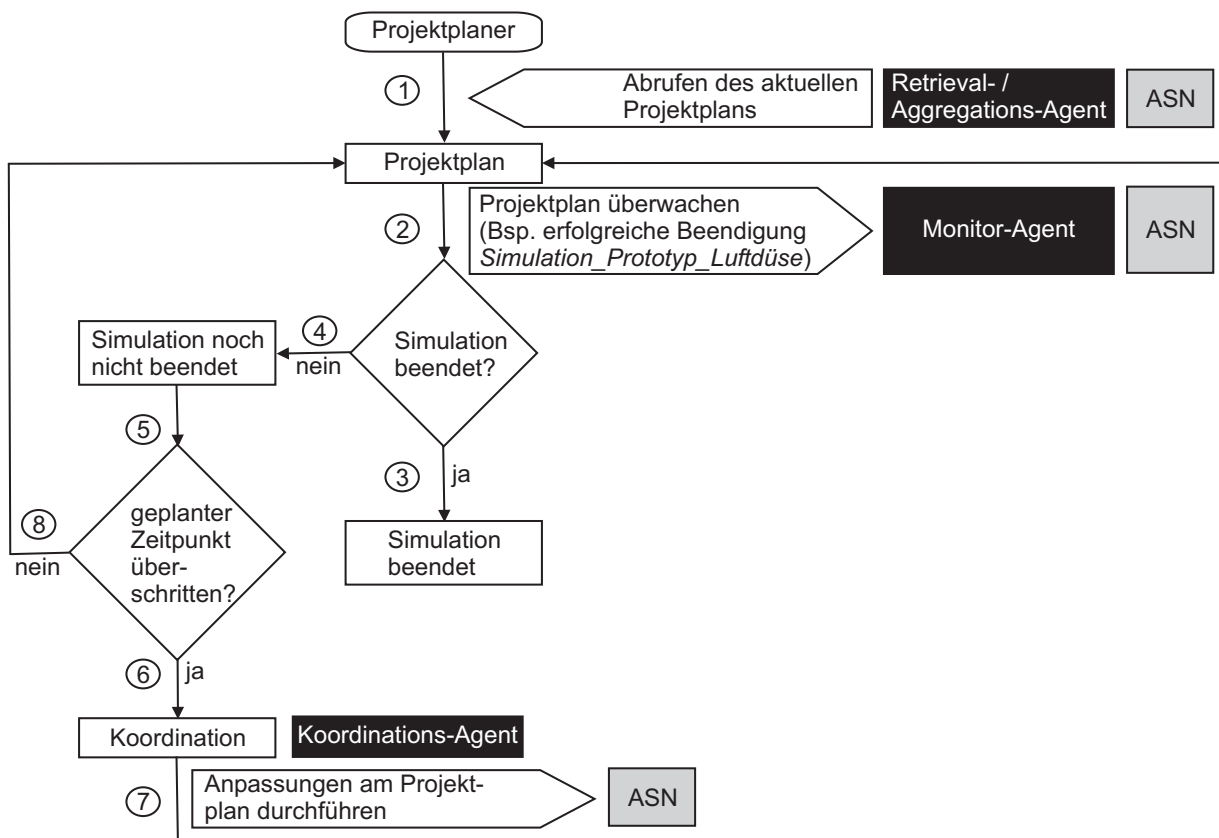 Projektplaner
1
Abrufen des aktuellen
Projektplans
Retrieval- /
Aggregations-Agent
ASN
Projektplan
2
Projektplan überwachen
(Bsp. erfolgreiche Beendigung
Simulation_Prototyp_Luftdüse)
Monitor-Agent
ASN
Simulation noch
nicht beendet
4
nein
Simulation
beendet?
5
3
ja
8
nein
geplanter
Zeitpunkt
über-
schritten?
Simulation
beendet
6
ja
Koordination
Koordinations-Agent
7
Anpassungen am Projekt-
plan durchführen
ASN